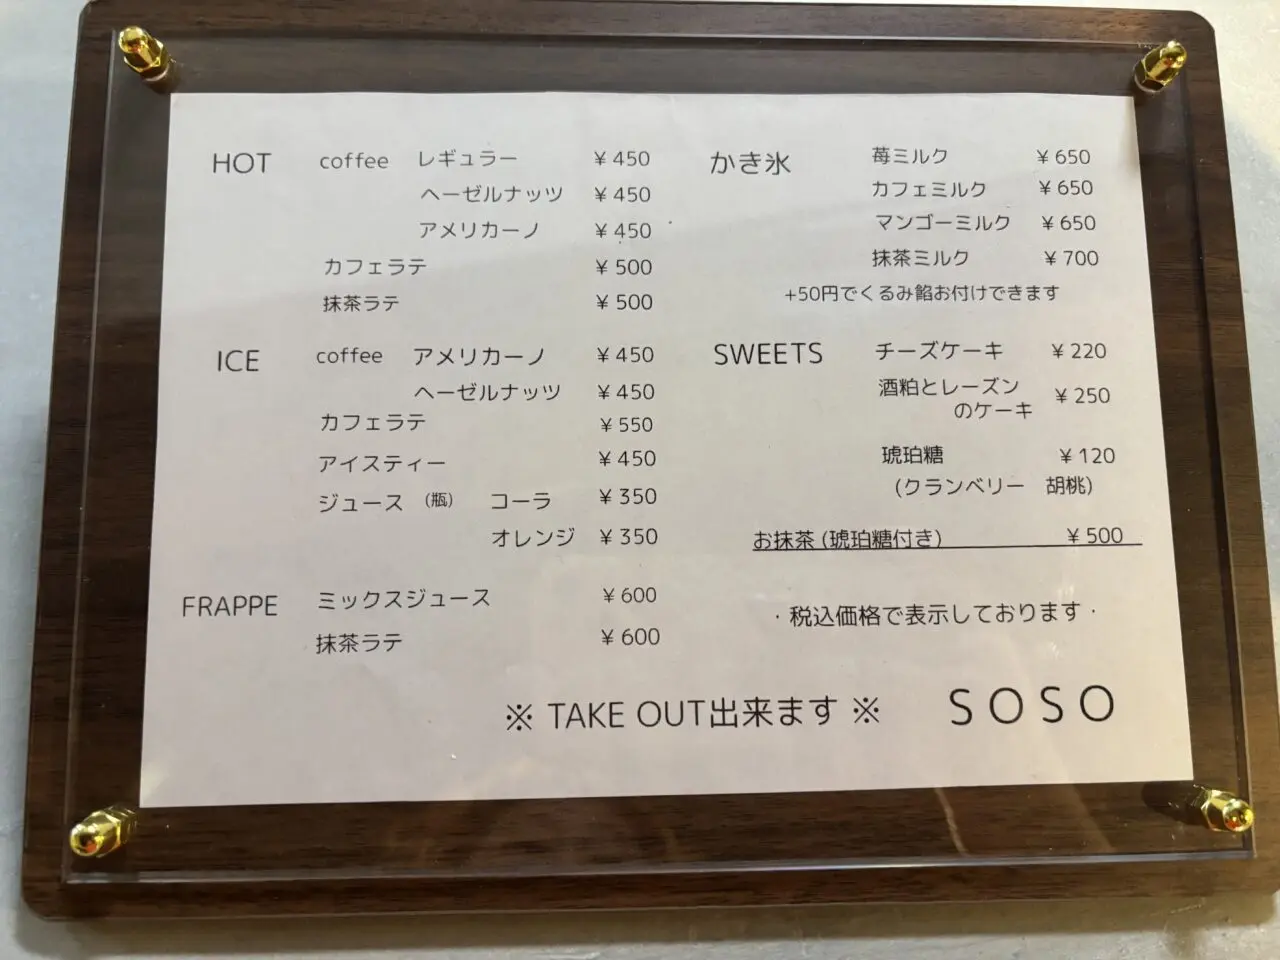 HOT coffee レギュラー ¥450
ヘーゼルナッツ ¥450
アメリカーノ ¥450
カフェラテ ¥500
抹茶ラテ ¥500
ICE coffee アメリカーノ ¥450
ヘーゼルナッツ ¥450
カフェラテ ¥550
アイスティー ¥450
ジュース (瓶) コーラ ¥350
オレンジ ¥350
FRAPPE ミックスジュース ¥600
抹茶ラテ ¥600
かき氷 苺ミルク ¥650
カフェミルク ¥650
マンゴーミルク ¥650
抹茶ミルク ¥700
+50円でくるみ餡お付けできます
SWEETS チーズケーキ ¥220
酒粕とレーズン
のケーキ ¥250
琥珀糖 ¥120
(クランベリー 胡桃)
お抹茶(琥珀糖付き) ¥500
・税込価格で表示しております・
※ TAKE OUT出来ます ※ SOSO